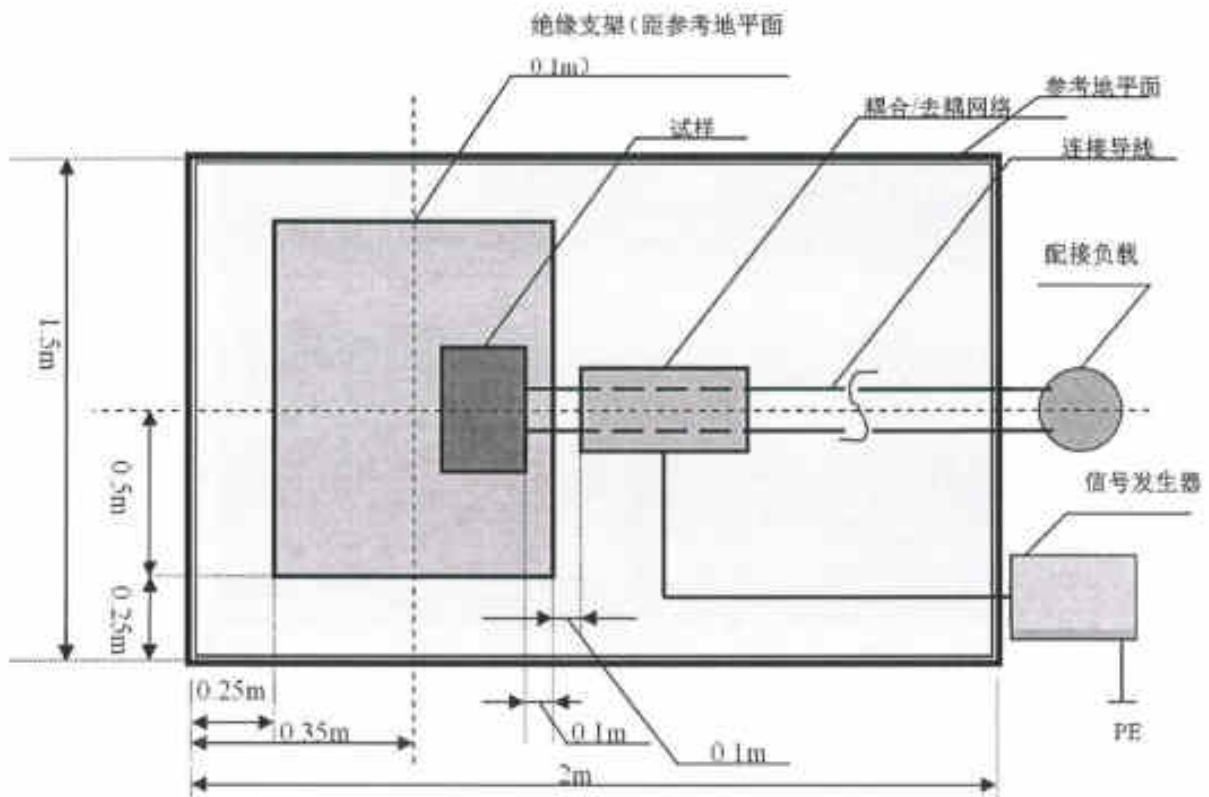 绝缘支架(距参考地平面
0.1m)
参考地平面
耦合/去耦网络
试样
连接导线
配接负载
1.5m
0.5m
信号发生器
0.25m
0.25m
0.35m
0.1m
0.1m
PE
2m